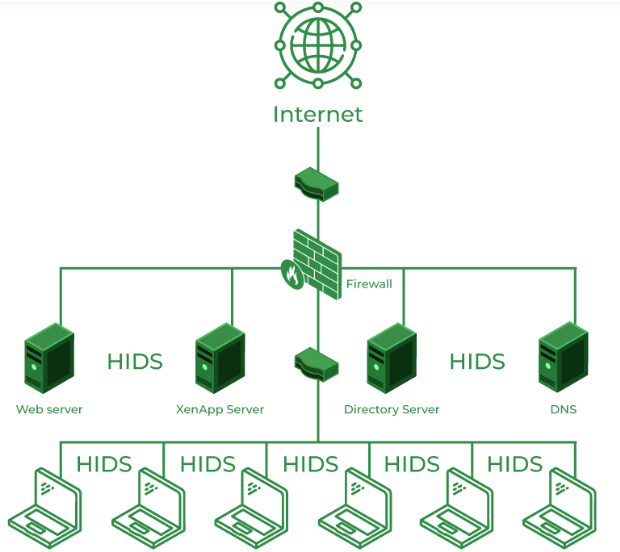 Internet
Firewall
HIDS
HIDS
Web server
XenApp Server
Directory Server
DNS
HIDS
HIDS
HIDS
HIDS
HIDS